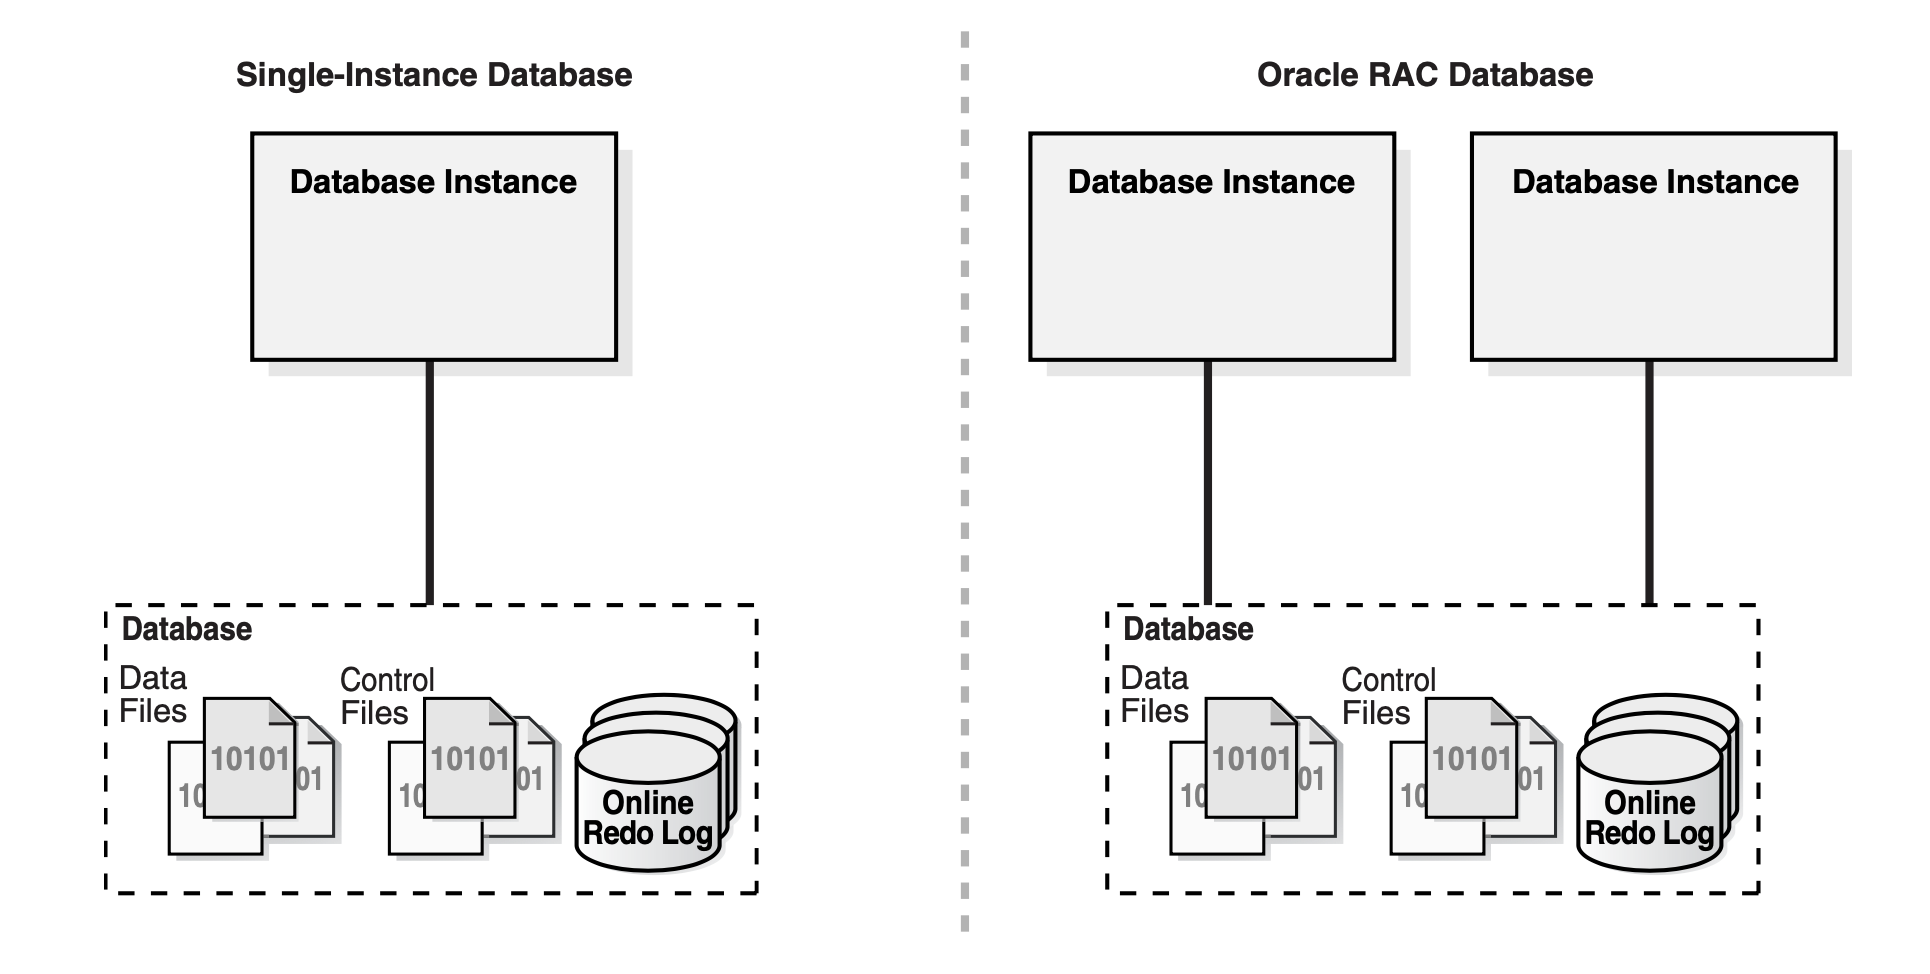 Single-Instance Database
Database Instance
Database
Data
Files
10
10101
01
Control
Files
10
10101
01
Online
Redo Log
Oracle RAC Database
Database Instance
Database Instance
Database
Data
Files
10
10101
01
Control
Files
10
10101
01
Online
Redo Log